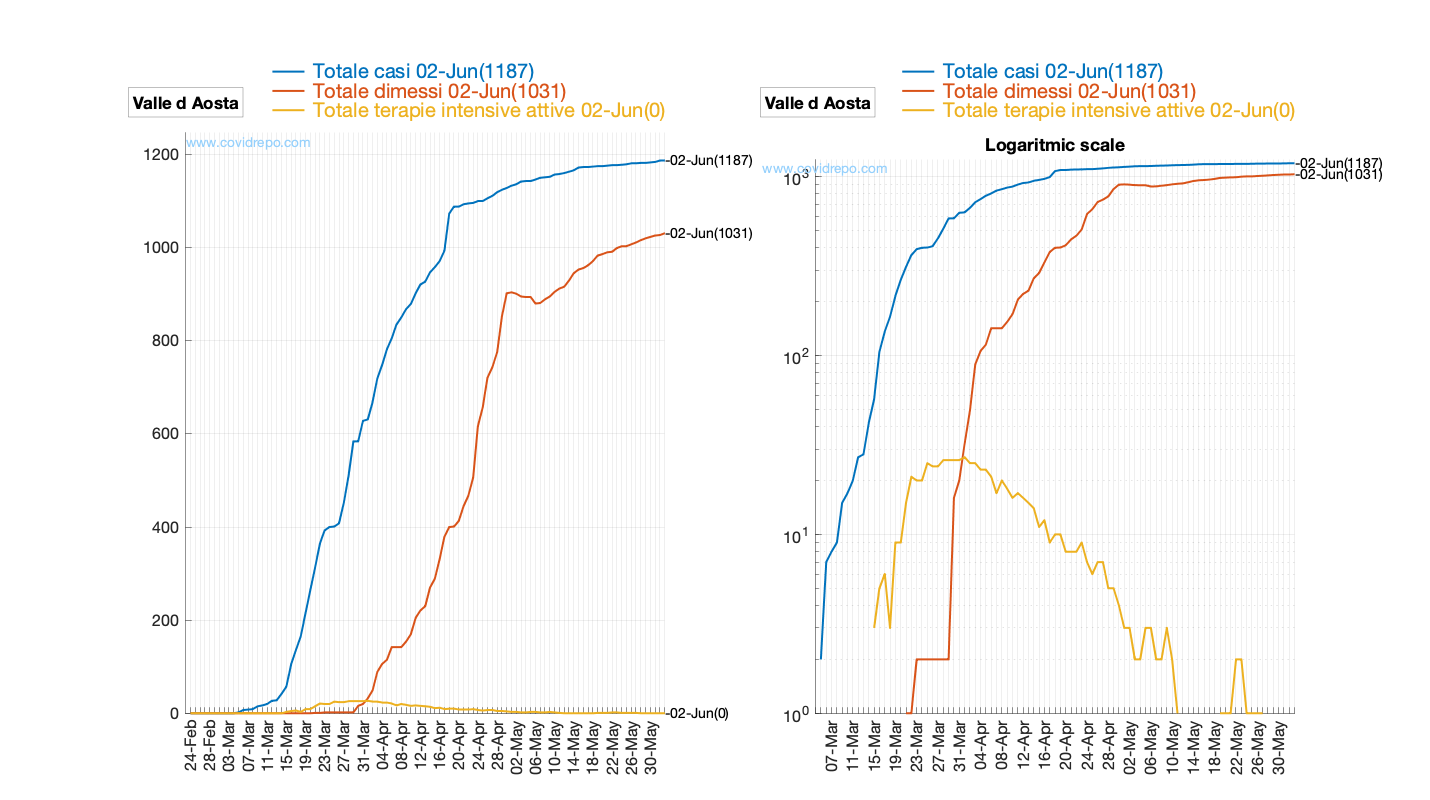 Totale casi 02-Jun(1187)
Totale dimessi 02-Jun(1031)
Totale terapie intensive attive 02-Jun(0)
Valle d Aosta
www.covidrepo.com
1200
1000
800
600
400
200
0
02-Jun(1187)
02-Jun(1031)
02-Jun(0)
24-Feb
28-Feb
03-Mar
07-Mar
11-Mar
15-Mar
19-Mar
23-Mar
27-Mar
31-Mar
04-Apr
08-Apr
12-Apr
16-Apr
20-Apr
24-Apr
28-Apr
02-May
06-May
10-May
14-May
18-May
22-May
26-May
30-May
Totale casi 02-Jun(1187)
Totale dimessi 02-Jun(1031)
Totale terapie intensive attive 02-Jun(0)
Valle d Aosta
Logaritmic scale
www.covidrepo.com
10³
10²
10¹
10⁰
02-Jun(1187)
02-Jun(1031)
07-Mar
11-Mar
15-Mar
19-Mar
23-Mar
27-Mar
31-Mar
04-Apr
08-Apr
12-Apr
16-Apr
20-Apr
24-Apr
28-Apr
02-May
06-May
10-May
14-May
18-May
22-May
26-May
30-May